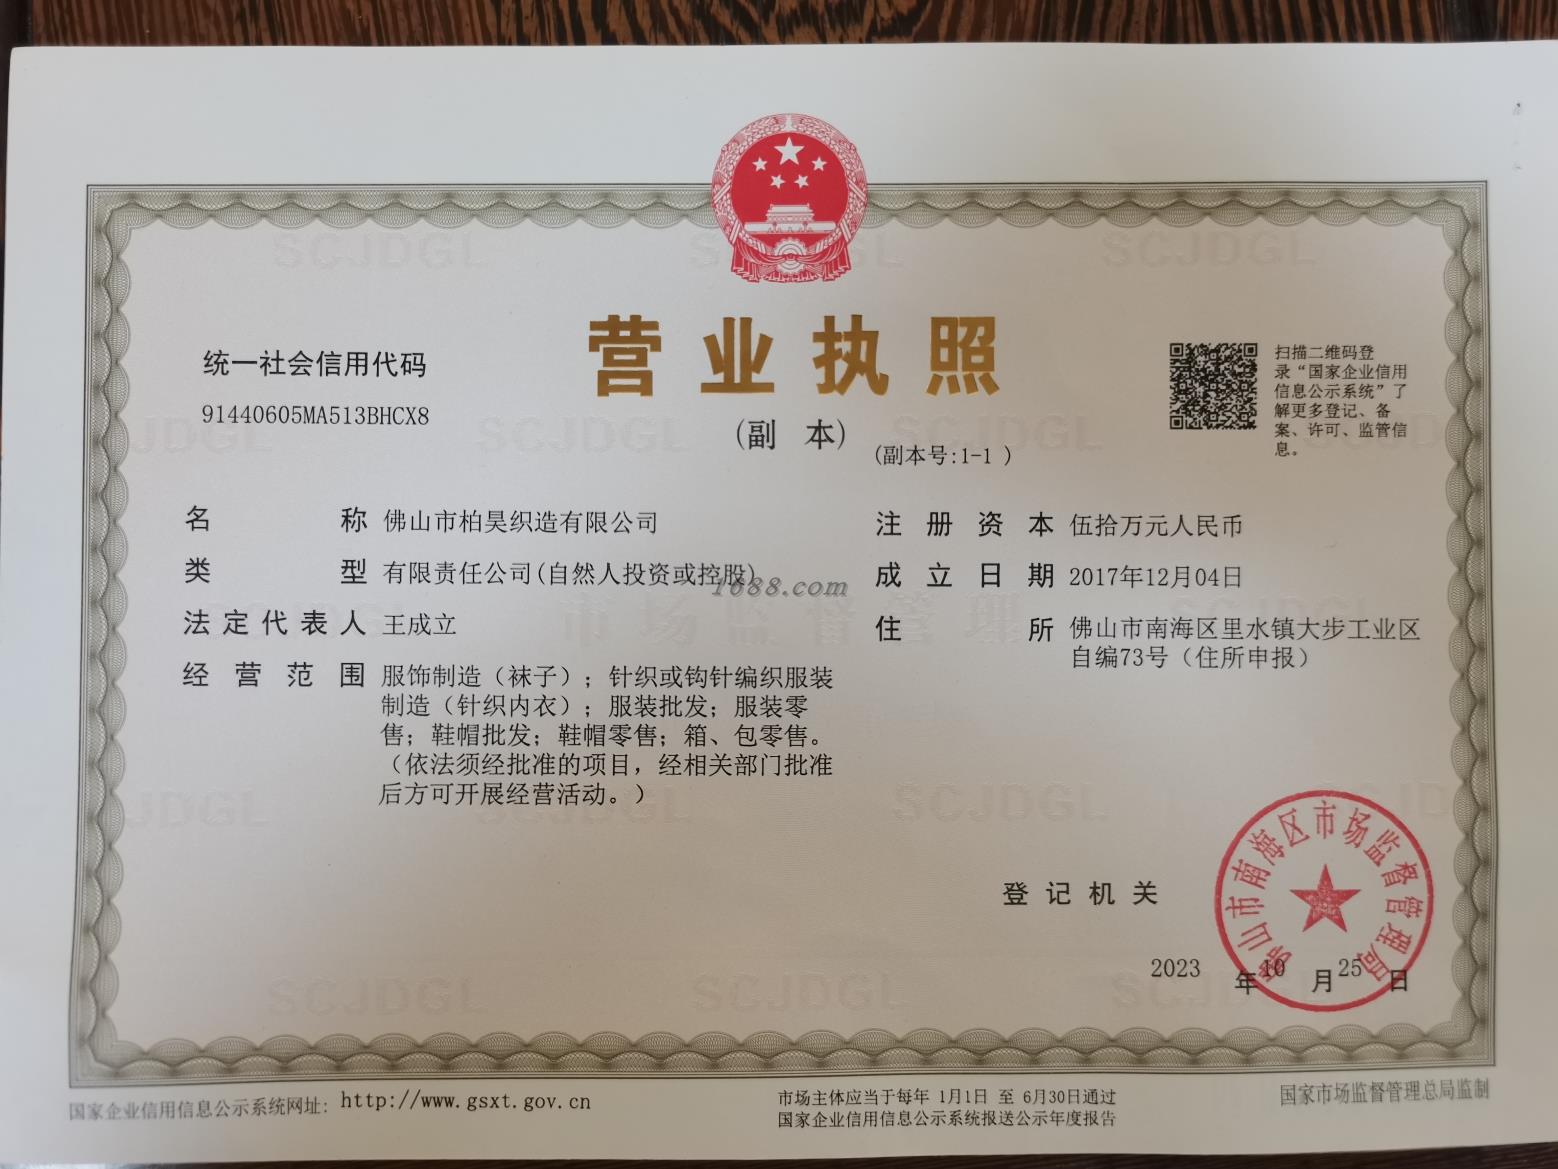 营业执照
(副 本)
(副本号:1-1 )
统一社会信用代码
91440605MA513BHCX8
扫描二维码登
录“国家企业信用
信息公示系统”了
解更多登记、备
案、许可、监管信
息。
名称 佛山市柏昊织造有限公司
类型 有限责任公司(自然人投资或控股)
法定代表人 王成立
经营范围 服饰制造（袜子）；针织或钩针编织服装
制造（针织内衣）；服装批发；服装零
售；鞋帽批发；鞋帽零售；箱、包零售。
（依法须经批准的项目，经相关部门批准
后方可开展经营活动。）
注册资本 伍拾万元人民币
成立日期 2017年12月04日
住所 佛山市南海区里水镇大步工业区
自编73号（住所申报）
1688.com
市场监督管理
SCJDGL
登记机关
佛山市南海区市场监督管理局
2023年10月25日
国家企业信用信息公示系统网址: http://www.gsxt.gov.cn
市场主体应当于每年 1月1日 至 6月30日通过
国家企业信用信息公示系统报送公示年度报告
国家市场监督管理总局监制